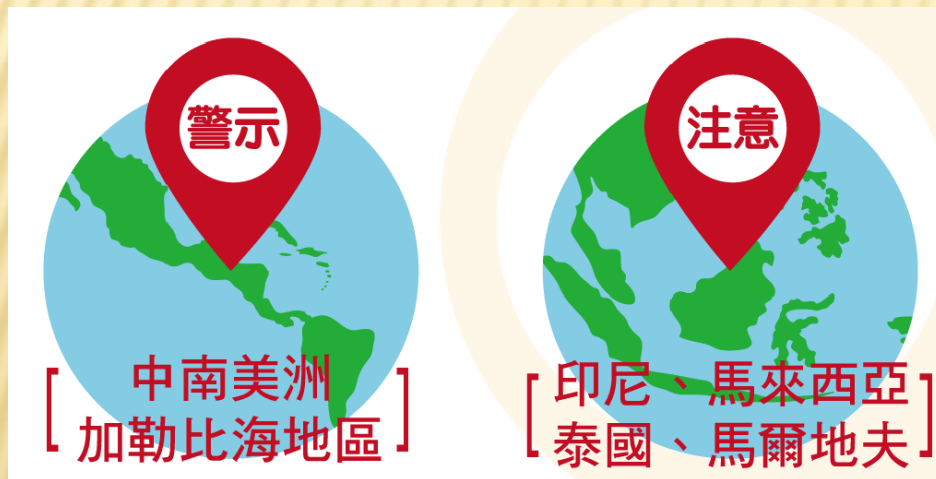 警示
[ 中南美洲
加勒比海地區 ]
注意
[ 印尼、馬來西亞
泰國、馬爾地夫 ]